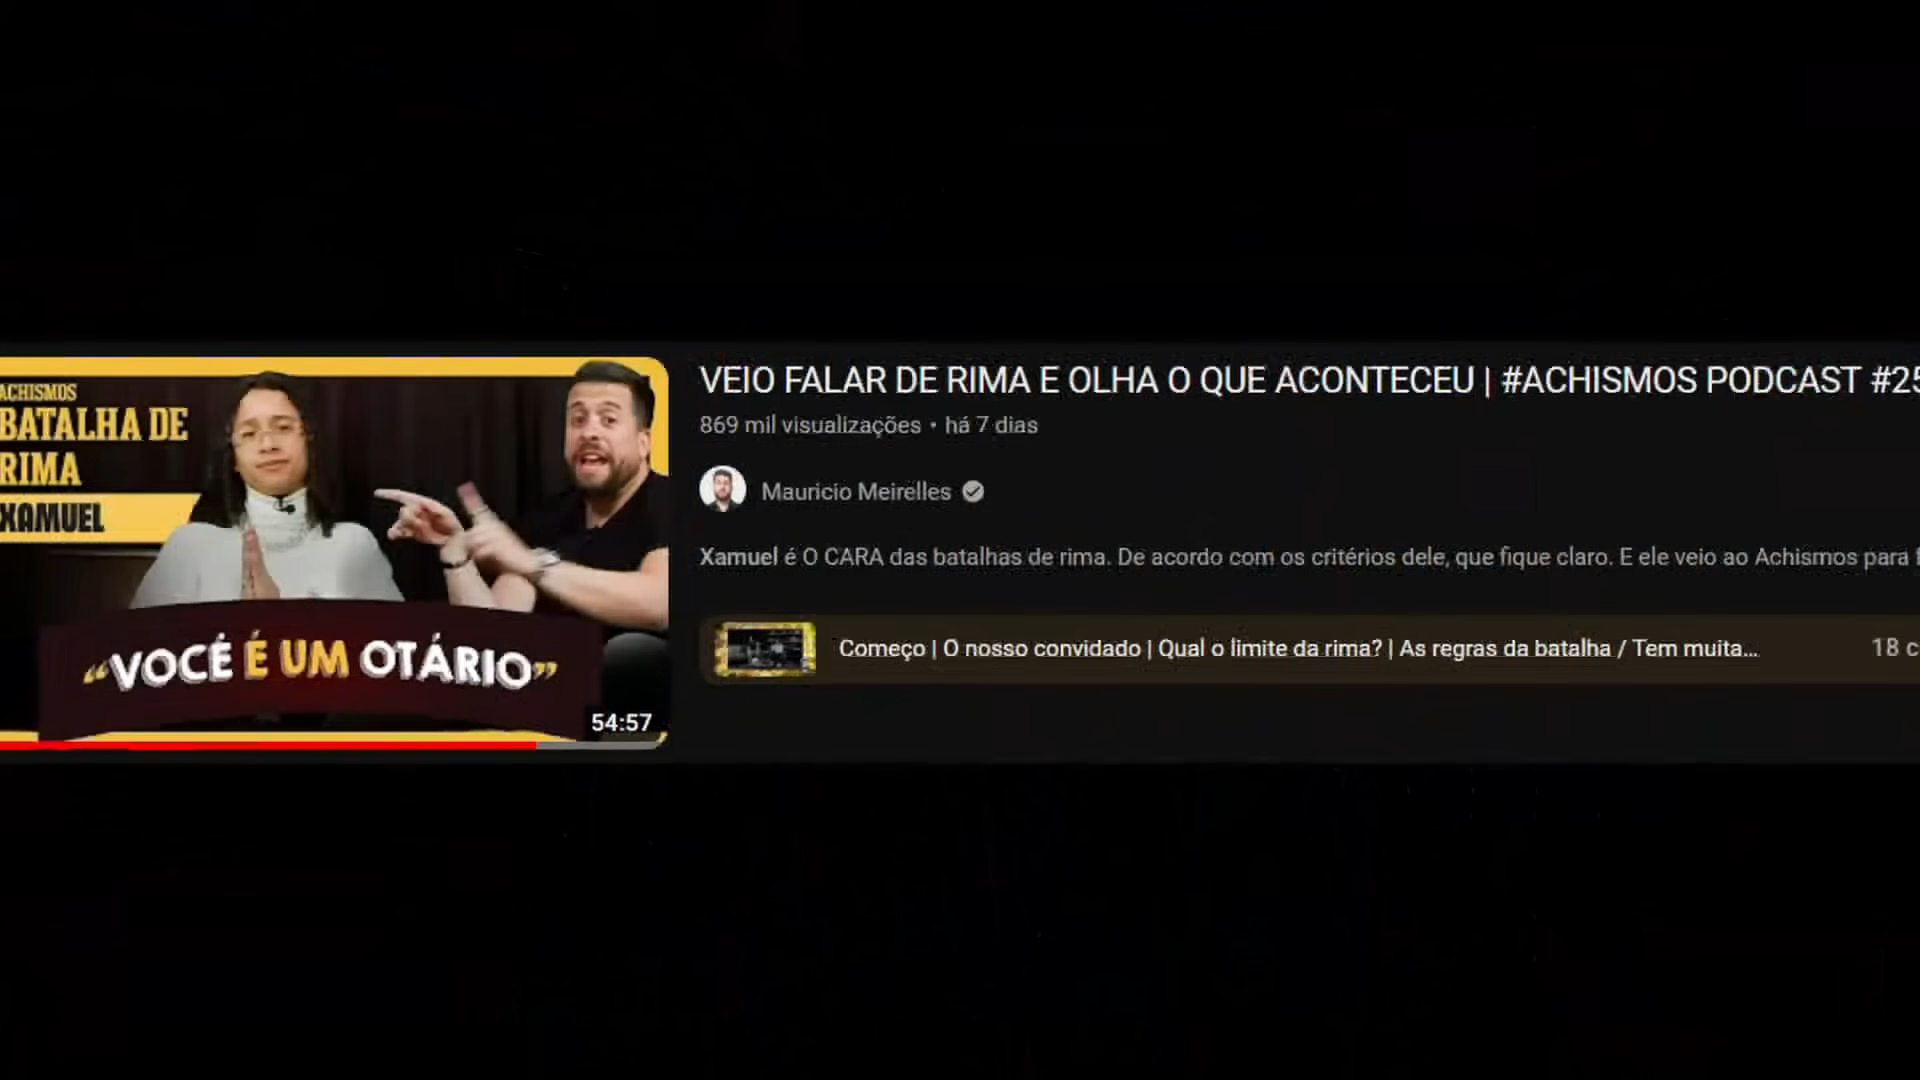 ACHISMOS
BATALHA DE
RIMA
XAMUEL
“VOCÊ É UM OTÁRIO”
54:57
VEIO FALAR DE RIMA E OLHA O QUE ACONTECEU | #ACHISMOS PODCAST #25
869 mil visualizações • há 7 dias
Mauricio Meirelles
Xamuel é O CARA das batalhas de rima. De acordo com os critérios dele, que fique claro. E ele veio ao Achismos para
Começo | O nosso convidado | Qual o limite da rima? | As regras da batalha / Tem muita...
18 c